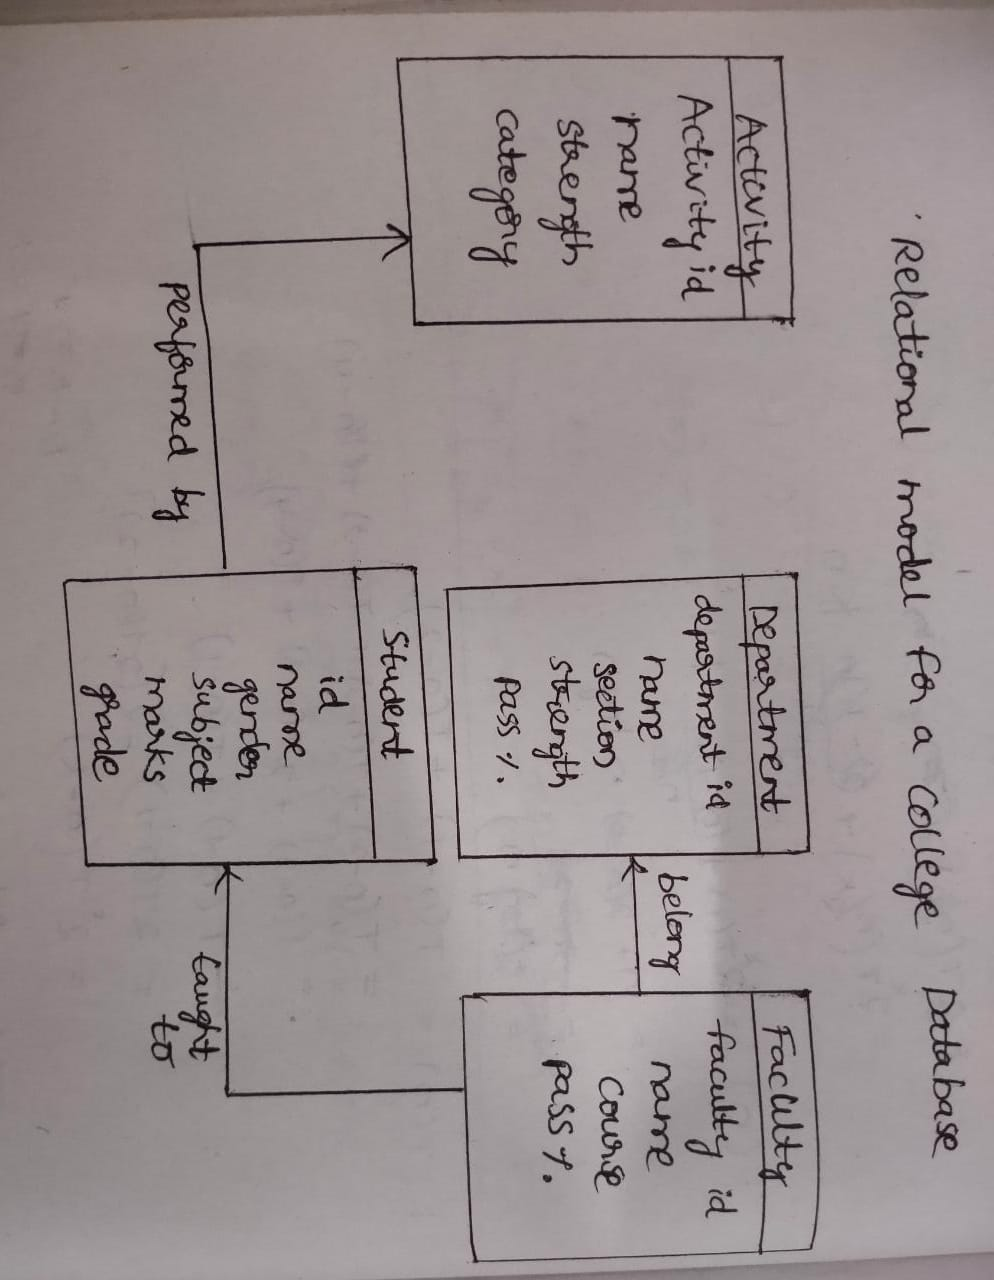 Relational model for a College Database
Activity
Activity id
name
strength
category
Department
department id
name
section
strength
pass %.
Faculty
faculty id
name
course
pass %.
belong
performed by
Student
id
name
gender
subject
marks
grade
taught
to